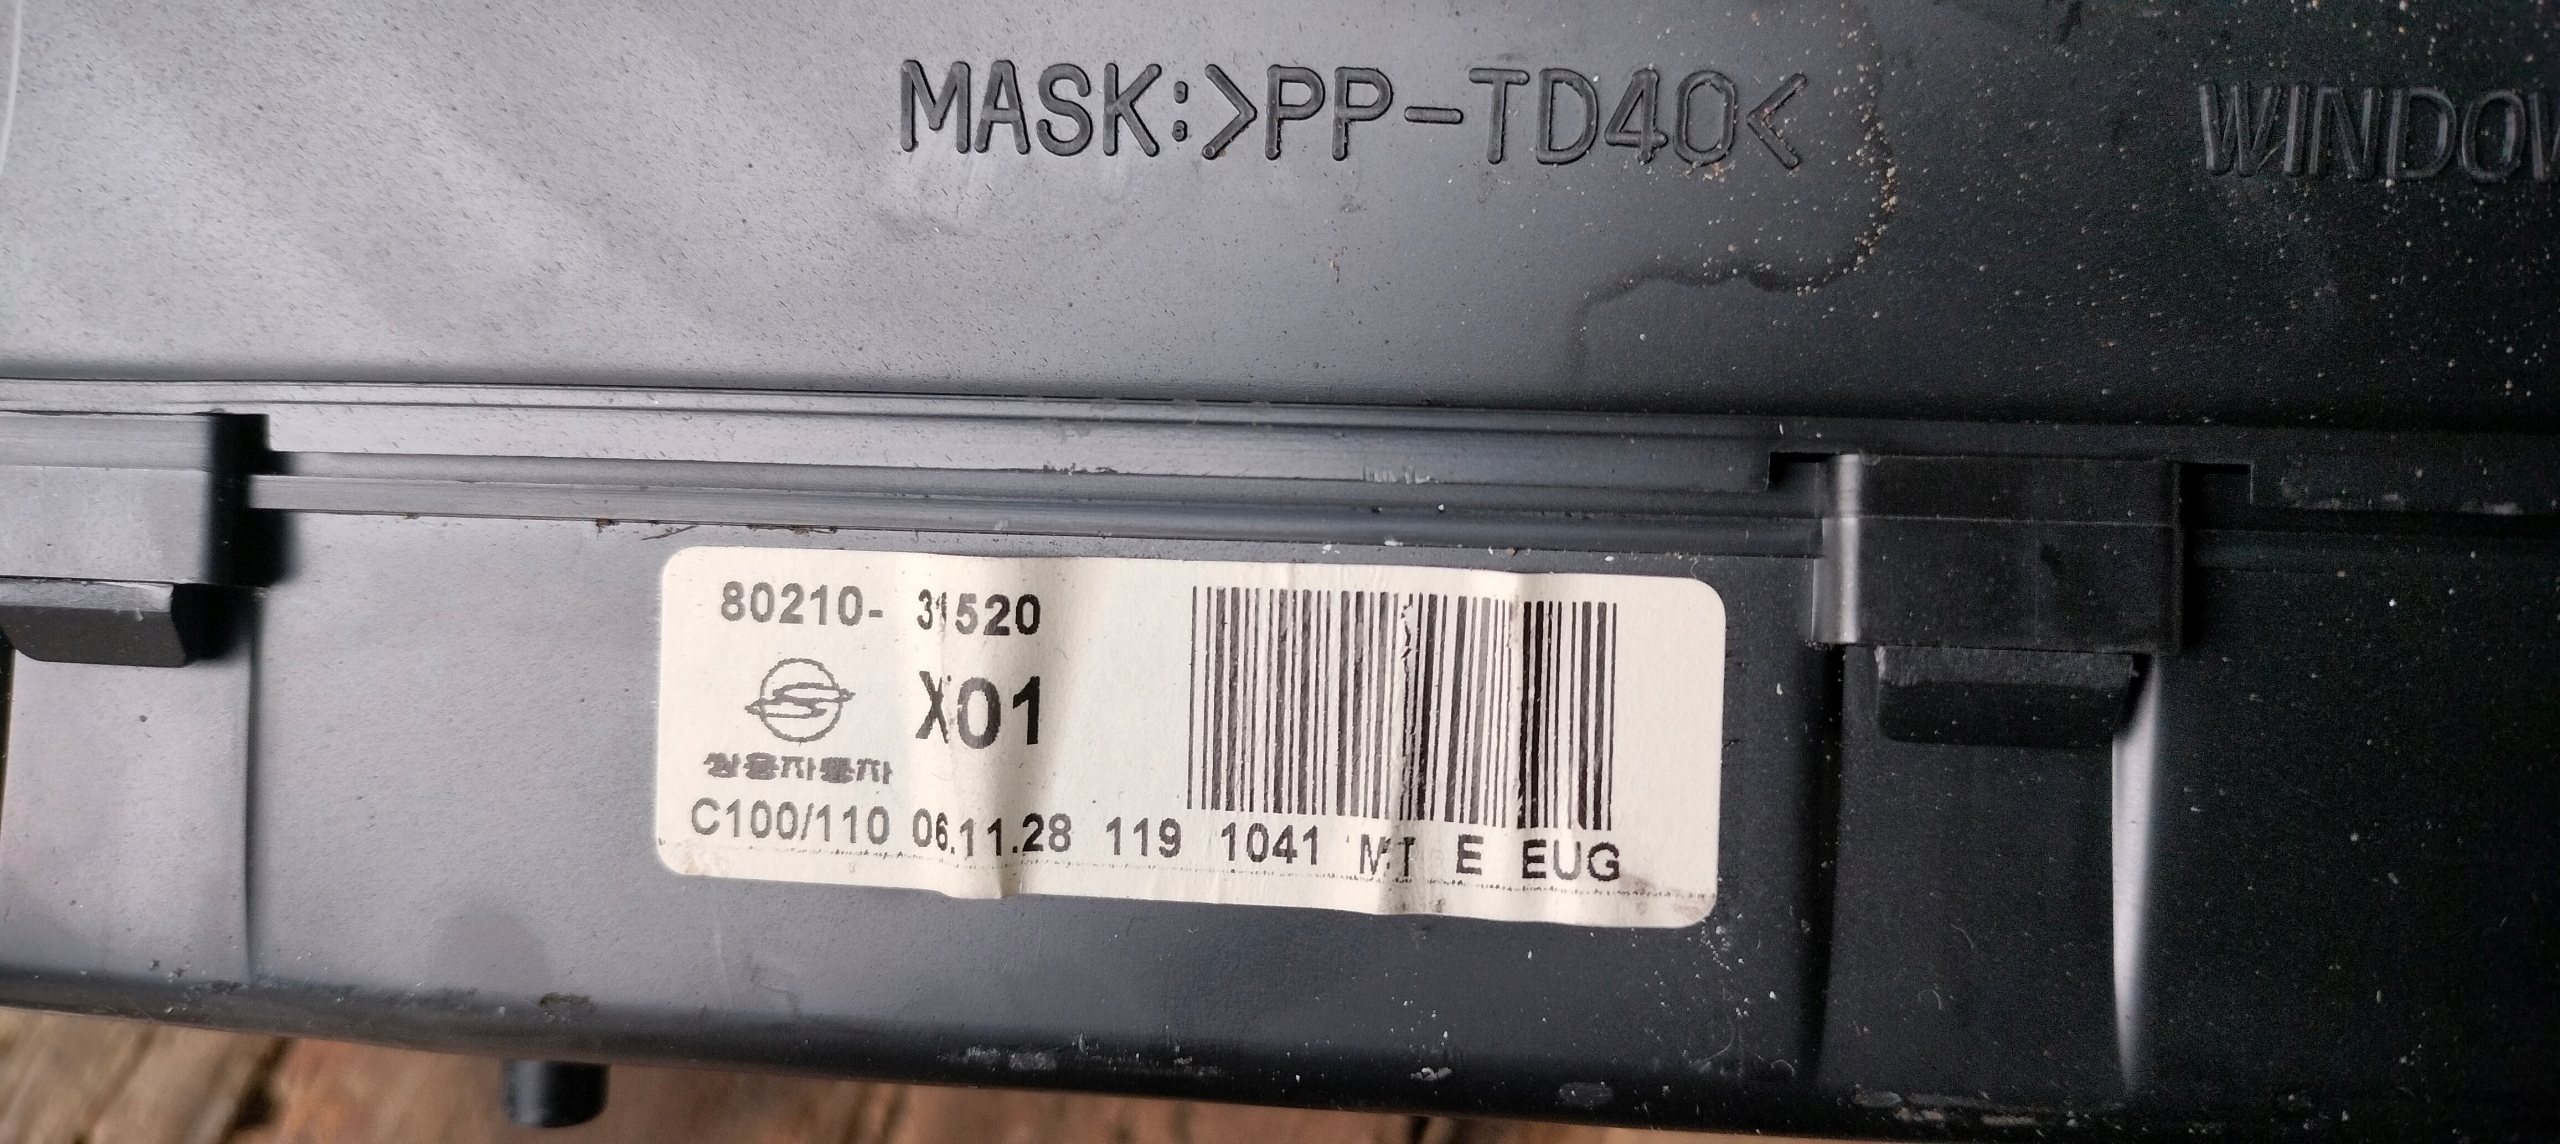 MASK:>PP-TD40<
WINDOW
80210- 31520
X01
쌍용자동차
C100/110 06.11.28 119 1041 MT E EUG